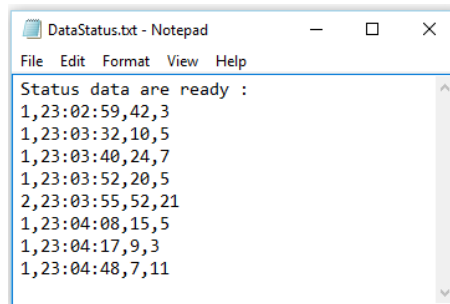 DataStatus.txt - Notepad
File Edit Format View Help
Status data are ready :
1,23:02:59,42,3
1,23:03:32,10,5
1,23:03:40,24,7
1,23:03:52,20,5
2,23:03:55,52,21
1,23:04:08,15,5
1,23:04:17,9,3
1,23:04:48,7,11